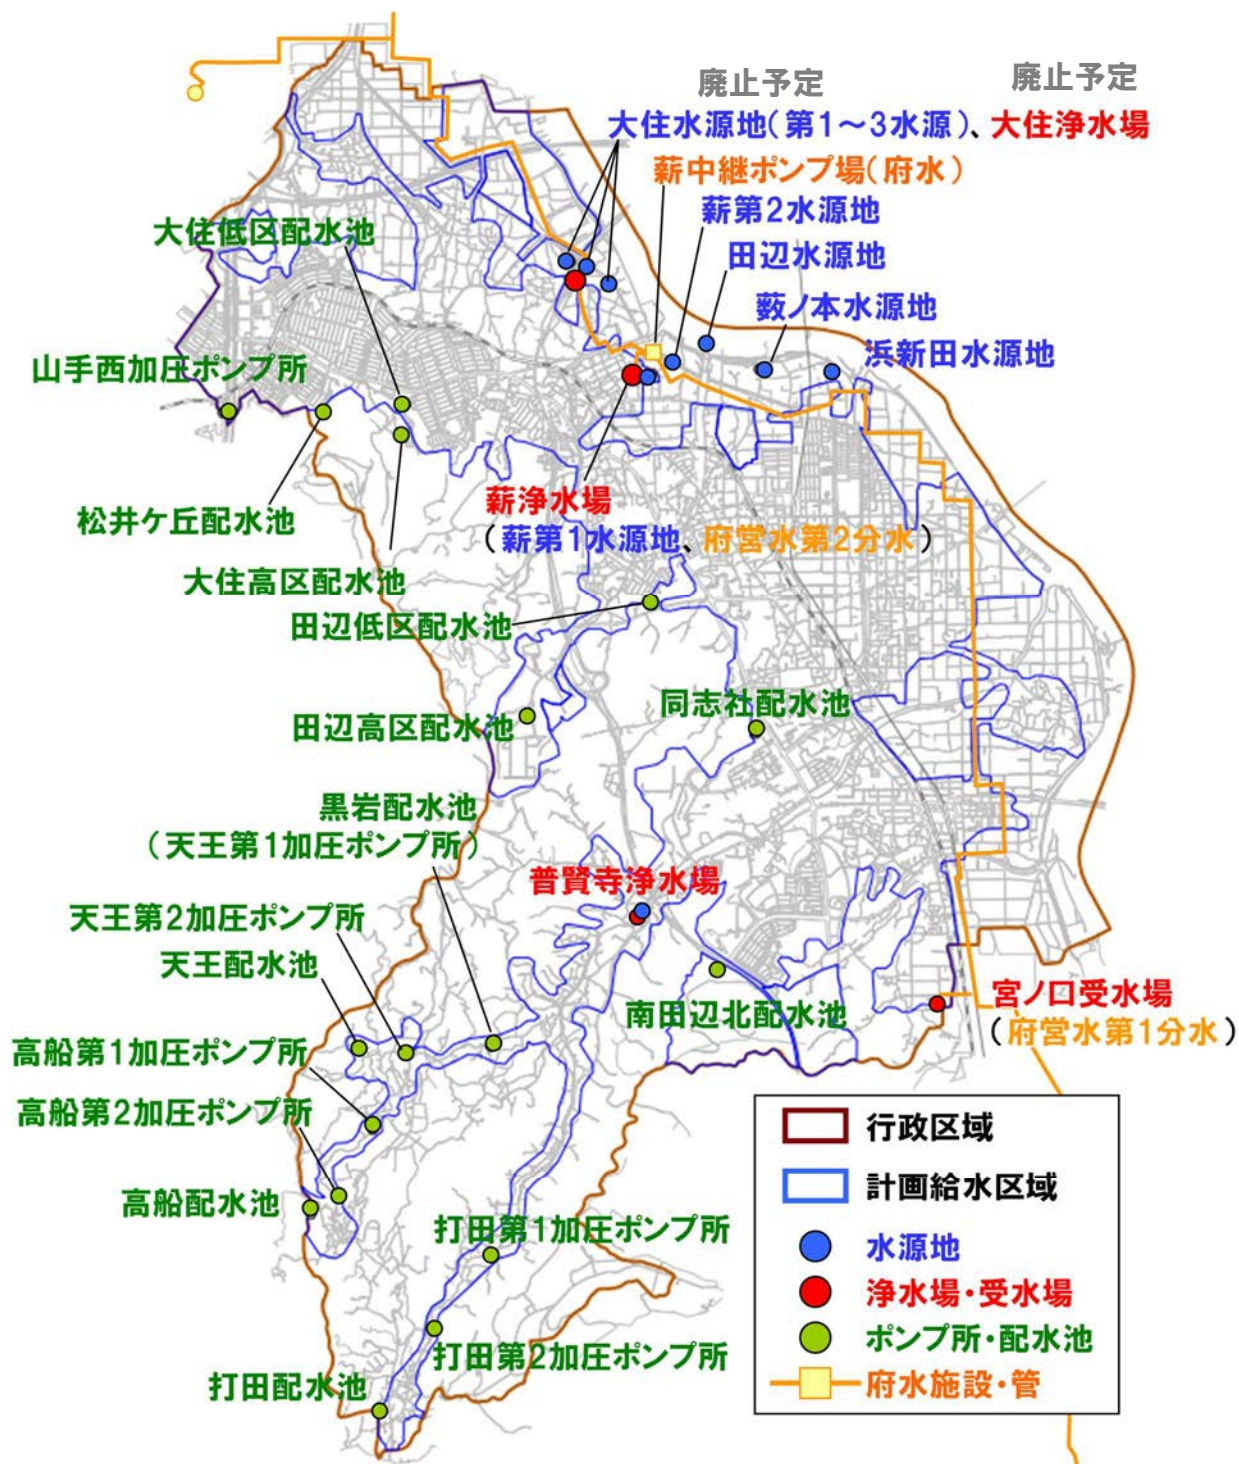 廃止予定
廃止予定
大住水源地(第1～3水源)、大住浄水場
薪中継ポンプ場(府水)
薪第2水源地
大住低区配水池
田辺水源地
薮ノ本水源地
浜新田水源地
山手西加圧ポンプ所
薪浄水場
(薪第1水源地、府営水第2分水)
松井ケ丘配水池
大住高区配水池
田辺低区配水池
同志社配水池
田辺高区配水池
黒岩配水池
(天王第1加圧ポンプ所)
普賢寺浄水場
天王第2加圧ポンプ所
天王配水池
宮ノ口受水場
(府営水第1分水)
南田辺北配水池
高船第1加圧ポンプ所
高船第2加圧ポンプ所
高船配水池
打田第1加圧ポンプ所
打田第2加圧ポンプ所
打田配水池
行政区域
計画給水区域
水源地
浄水場・受水場
ポンプ所・配水池
府水施設・管